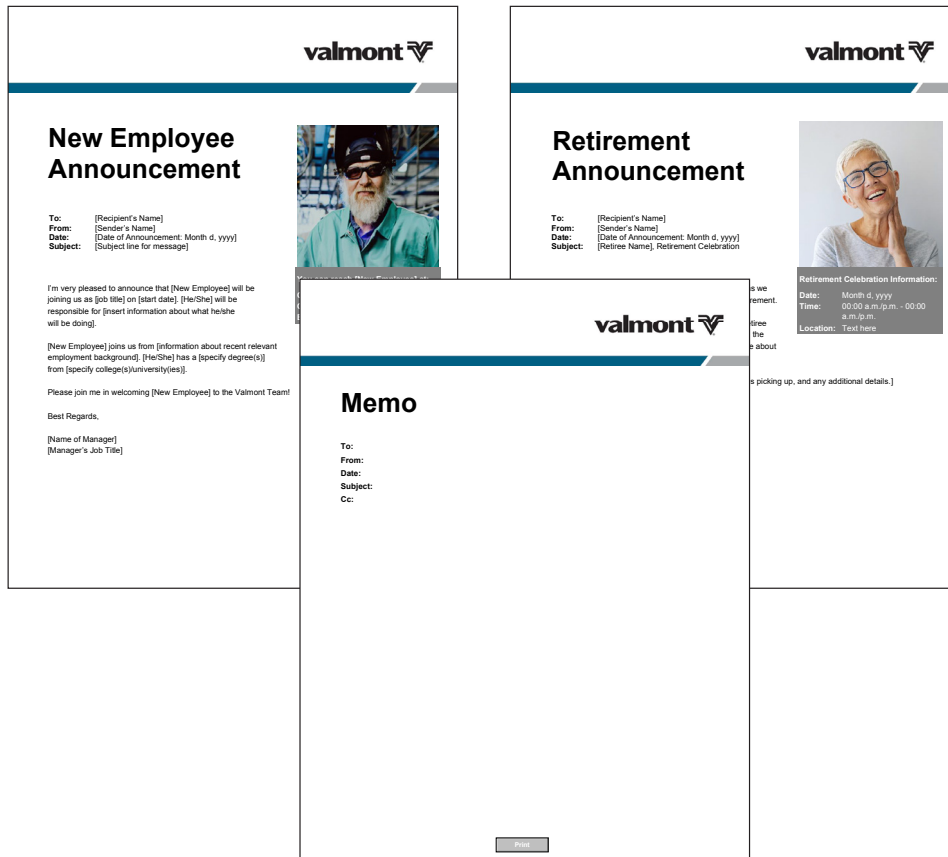 valmont
New Employee
Announcement
To: [Recipient's Name]
From: [Sender's Name]
Date: [Date of Announcement: Month d, yyyy]
Subject: [Subject line for message]
I'm very pleased to announce that [New Employee] will be
joining us as [job title] on [start date]. [He/She] will be
responsible for [insert information about what he/she
will be doing].
[New Employee] joins us from [information about recent relevant
employment background]. [He/She] has a [specify degree(s)]
from [specify college(s)/university(ies)].
Please join me in welcoming [New Employee] to the Valmont Team!
Best Regards,
[Name of Manager]
[Manager's Job Title]
valmont
Retirement
Announcement
To: [Recipient's Name]
From: [Sender's Name]
Date: [Date of Announcement: Month d, yyyy]
Subject: [Retiree Name], Retirement Celebration
Retirement Celebration Information:
Date: Month d, yyyy
Time: 00:00 a.m./p.m. - 00:00
a.m./p.m.
Location: Text here
we
the
about
picking up, and any additional details.]
valmont
Memo
To:
From:
Date:
Subject:
Cc:
Print